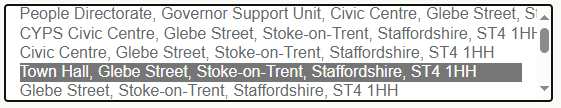 People Directorate, Governor Support Unit, Civic Centre, Glebe Street, S
CYPS Civic Centre, Glebe Street, Stoke-on-Trent, Staffordshire, ST4 1HH
Civic Centre, Glebe Street, Stoke-on-Trent, Staffordshire, ST4 1HH
Town Hall, Glebe Street, Stoke-on-Trent, Staffordshire, ST4 1HH
Glebe Street, Stoke-on-Trent, Staffordshire, ST4 1HH